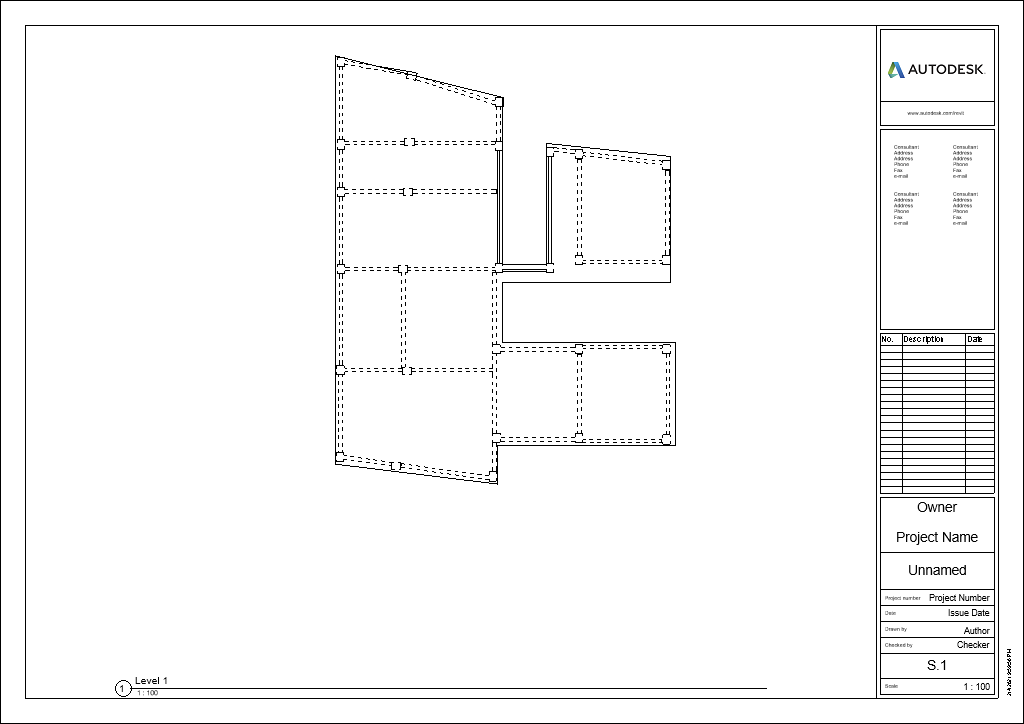 AUTODESK.
www.autodesk.com/revit
Consultant
Address
Address
Phone
Fax
e-mail
Consultant
Address
Address
Phone
Fax
e-mail
Consultant
Address
Address
Phone
Fax
e-mail
Consultant
Address
Address
Phone
Fax
e-mail
No. Description Date
Owner
Project Name
Unnamed
Project number Project Number
Date Issue Date
Drawn by Author
Checked by Checker
S.1
Scale 1 : 100
1 Level 1
1 : 100